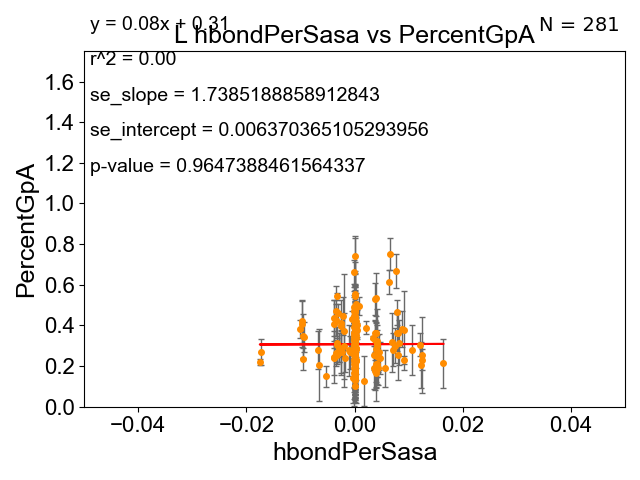 y = 0.08x + 0.31
N = 281
L hbondPerSasa vs PercentGpA
r^2 = 0.00
se_slope = 1.7385188858912843
se_intercept = 0.006370365105293956
p-value = 0.9647388461564337
PercentGpA
1.6
1.4
1.2
1.0
0.8
0.6
0.4
0.2
0.0
−0.04 −0.02 0.00 0.02 0.04
hbondPerSasa